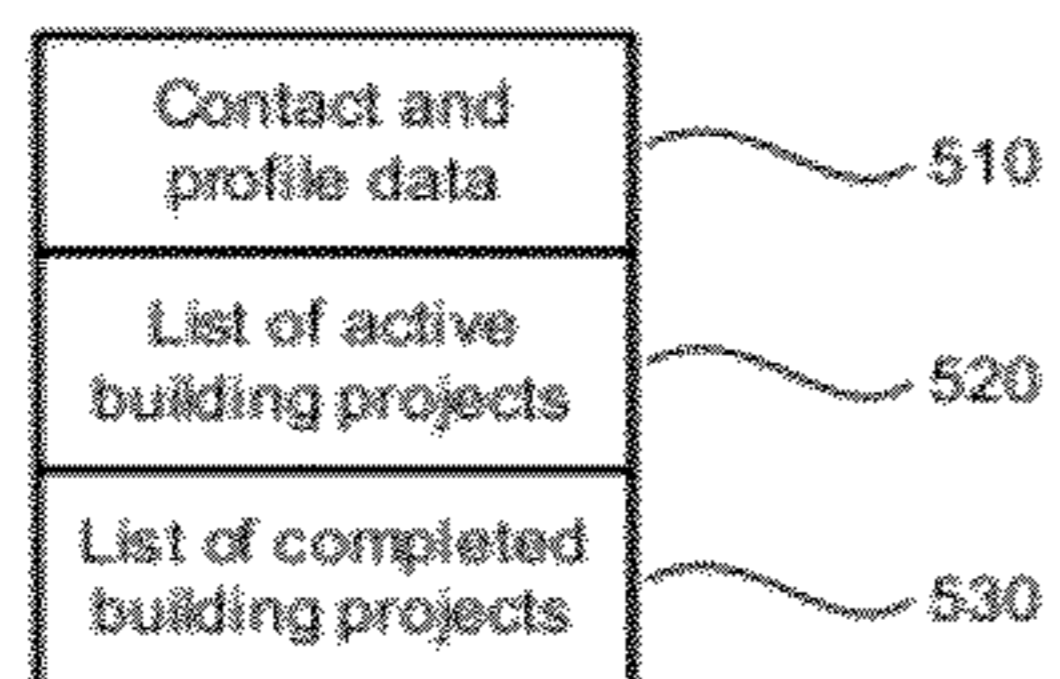 Contact and
profile data
510
List of active
building projects
520
List of completed
building projects
530